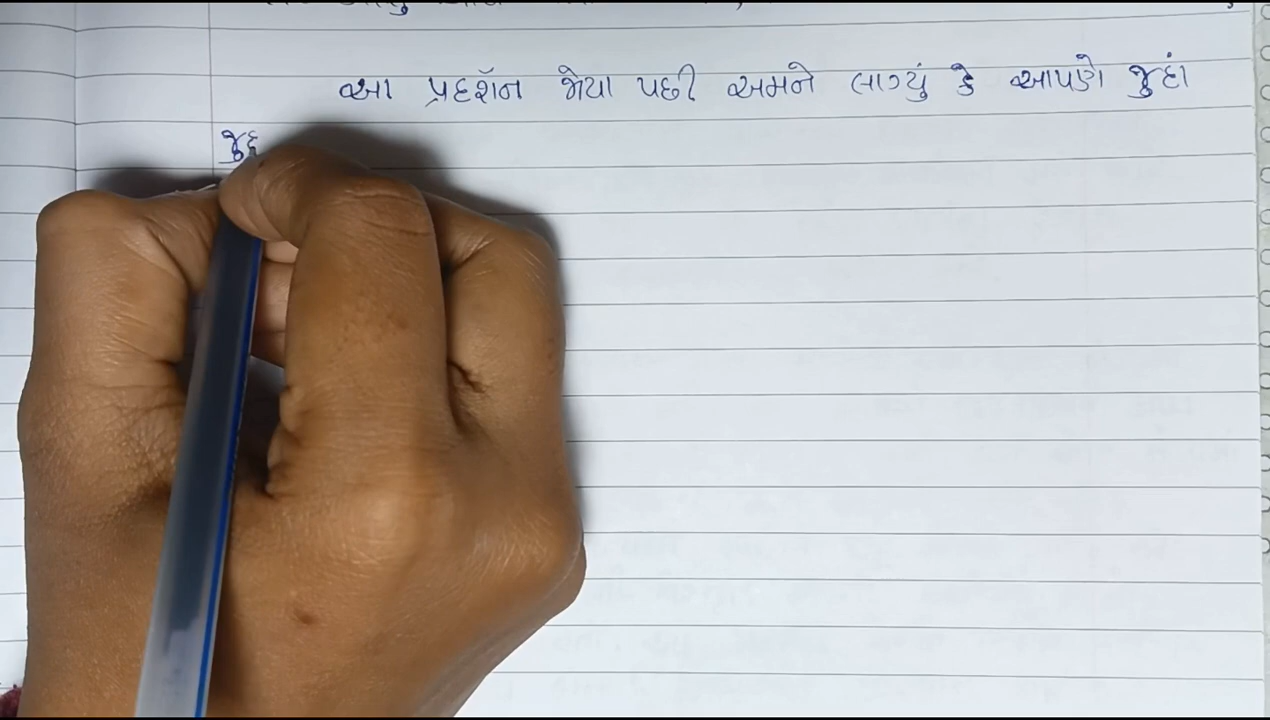 આ પ્રદર્શન જોયા પછી અમને લાગ્યું કે આપણે જુદાં
જુદ